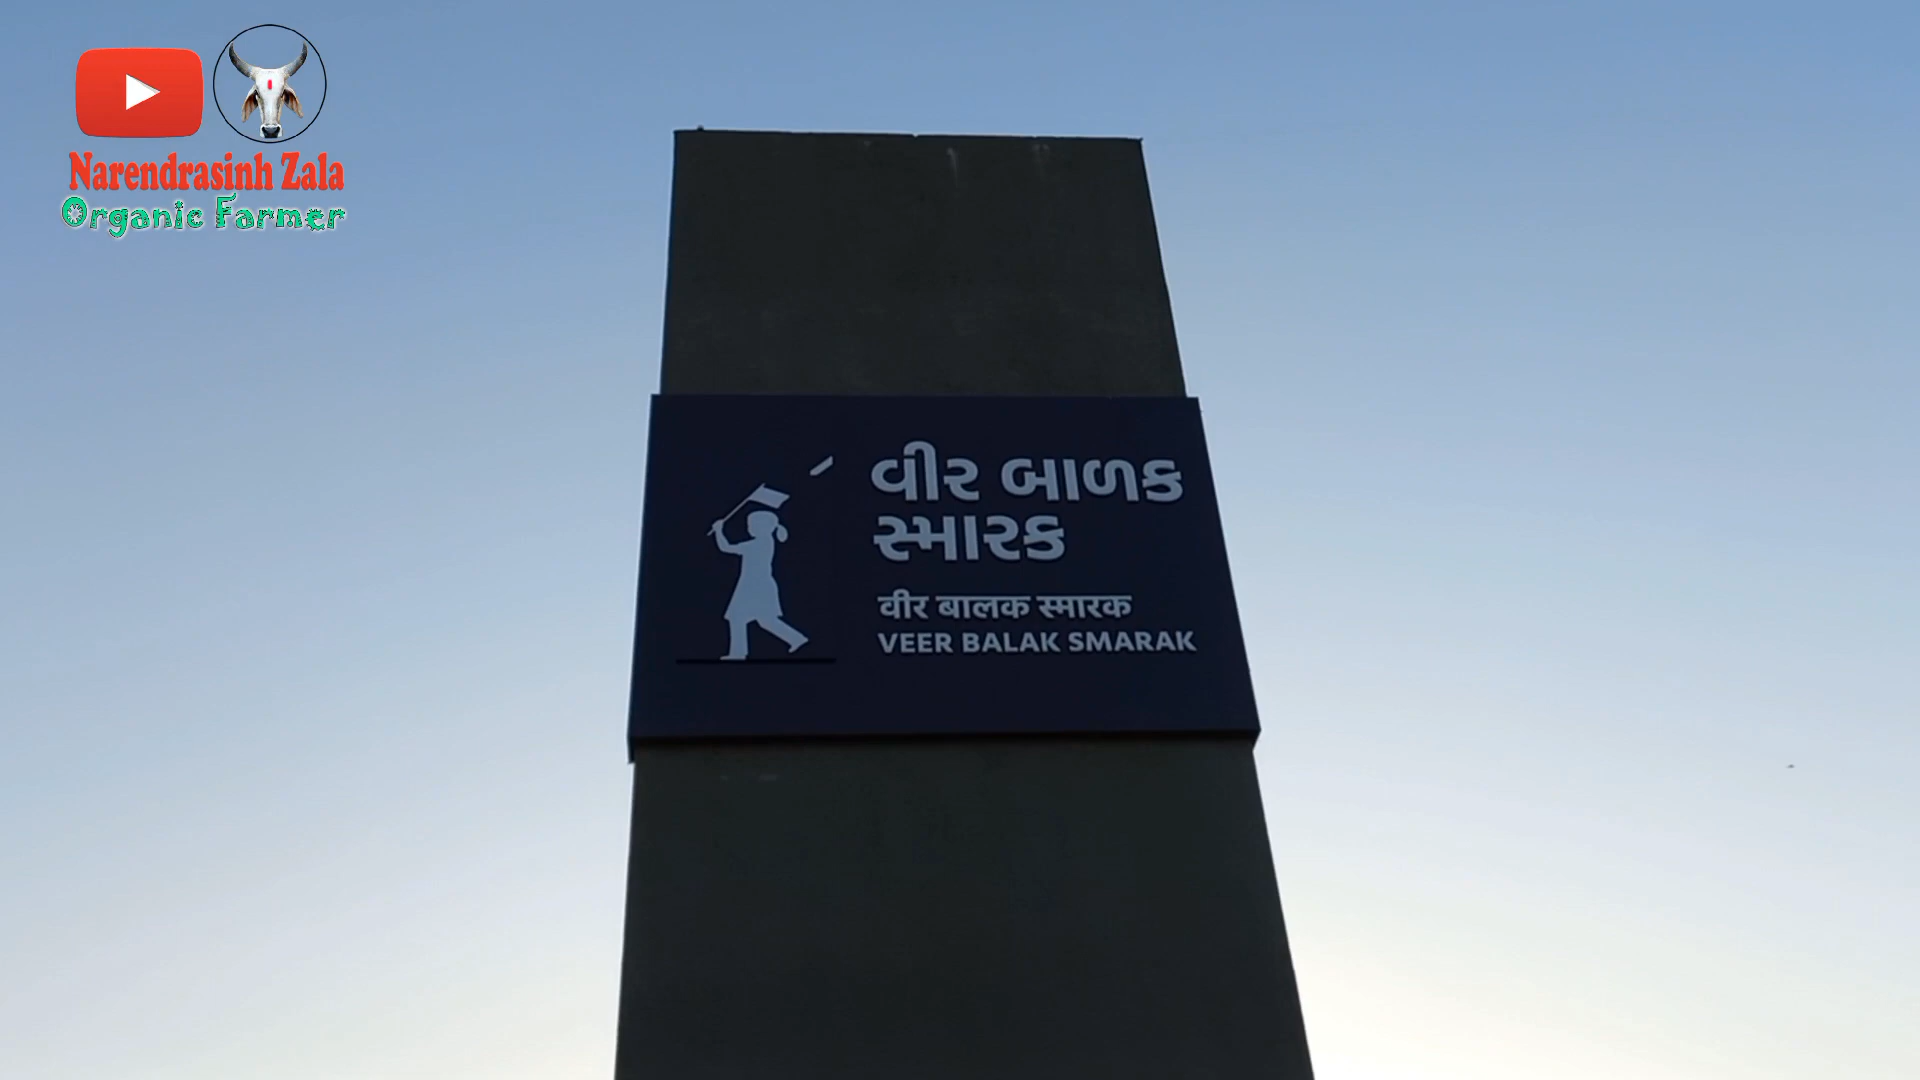 Narendrasinh Zala
Organic Farmer
વીર બાળક
સ્મારક
वीर बालक स्मारक
VEER BALAK SMARAK